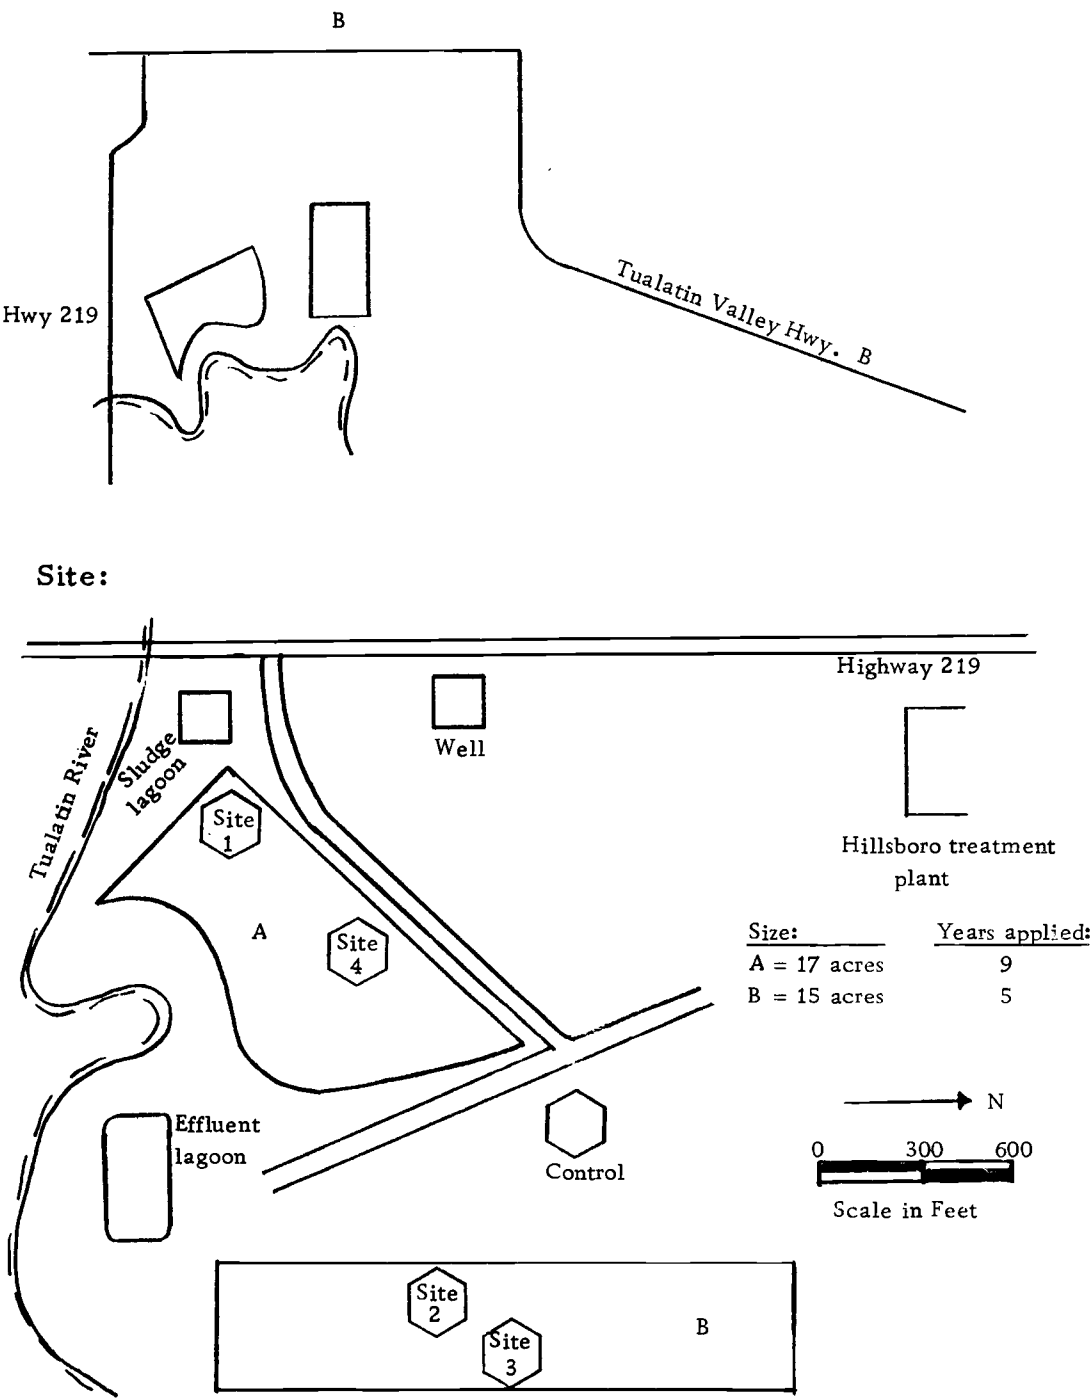 B
Hwy 219
Tualatin Valley Hwy. B
Site:
Highway 219
Tualatin River
Sludge
lagoon
Well
Site
1
Hillsboro treatment
plant
A
Site
4
Size:
Years applied:
A = 17 acres
9
B = 15 acres
5
N
Effluent
lagoon
Control
0
300
600
Scale in Feet
Site
2
Site
3
B